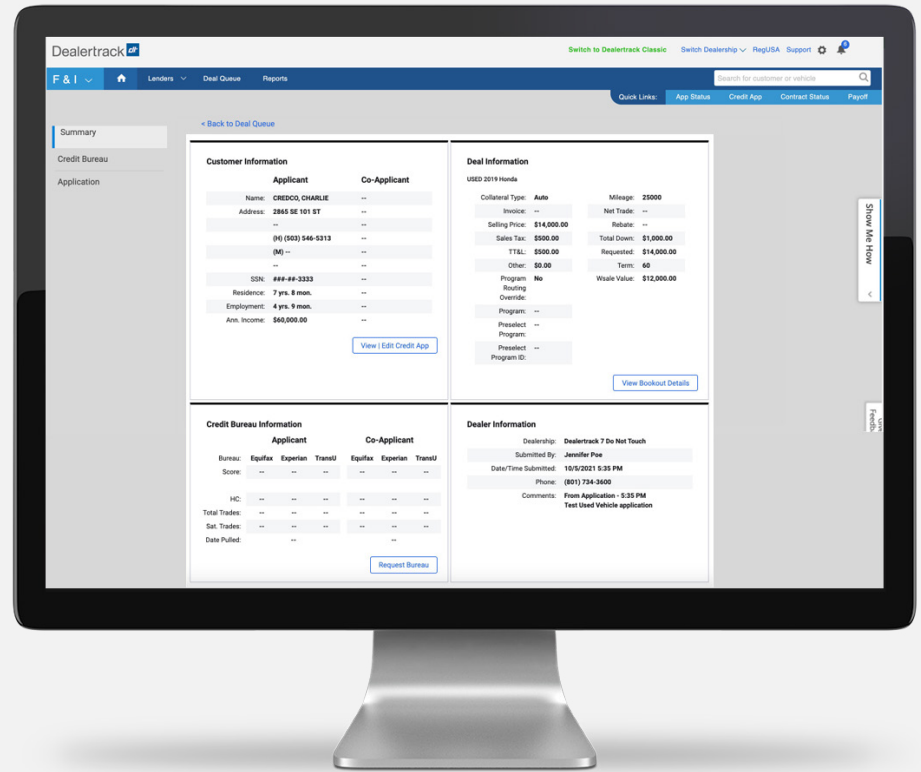 Dealertrack dt
Switch to Dealertrack Classic Switch Dealership RegUSA Support
F & I Lenders Deal Queue Reports Search for customer or vehicle
Quick Links: App Status Credit App Contract Status Payoff
< Back to Deal Queue
Summary
Credit Bureau
Application
Customer Information
Applicant Co-Applicant
Name: CREDCO, CHARLIE --
Address: 2865 SE 101 ST --
-- --
(H) (503) 546-5313 --
(M) -- --
-- --
SSN: ###-##-3333 --
Residence: 7 yrs. 8 mon. --
Employment: 4 yrs. 9 mon. --
Ann. Income: $60,000.00 --
View | Edit Credit App
Deal Information
USED 2019 Honda
Collateral Type: Auto Mileage: 25000
Invoice: -- Net Trade: --
Selling Price: $14,000.00 Rebate: --
Sales Tax: $500.00 Total Down: $1,000.00
TT&L: $500.00 Requested: $14,000.00
Other: $0.00 Term: 60
Program No Wsale Value: $12,000.00
Routing
Override:
Program: --
Preselect --
Program:
Preselect --
Program ID:
View Bookout Details
Credit Bureau Information
Applicant Co-Applicant
Bureau: Equifax Experian TransU Equifax Experian TransU
Score: -- -- -- -- -- --
HC: -- -- -- -- -- --
Total Trades: -- -- -- -- -- --
Sat. Trades: -- -- -- -- -- --
Date Pulled: -- --
Request Bureau
Dealer Information
Dealership: Dealertrack 7 Do Not Touch
Submitted By: Jennifer Poe
Date/Time Submitted: 10/5/2021 5:35 PM
Phone: (801) 734-3600
Comments: From Application - 5:35 PM
Test Used Vehicle application
Show Me How